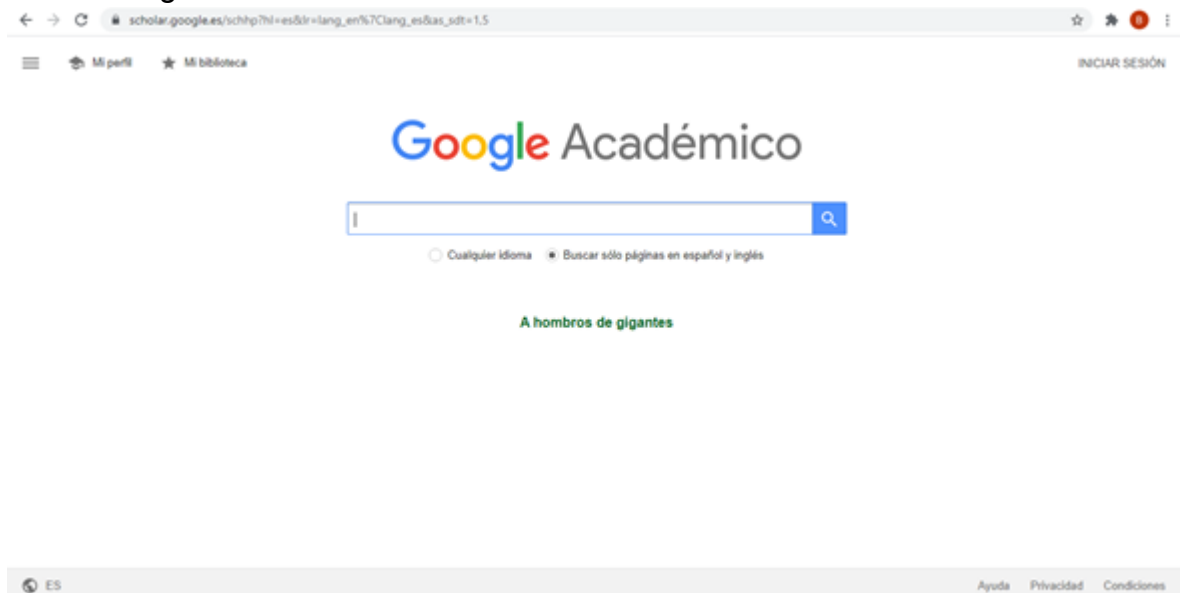 scholar.google.es/schhp?hl=es&lr=lang_en%7Clang_es&as_sdt=1.5
Mi perfil Mi biblioteca INICIAR SESIÓN
Google Académico
Cualquier idioma Buscar sólo páginas en español y inglés
A hombros de gigantes
ES Ayuda Privacidad Condiciones